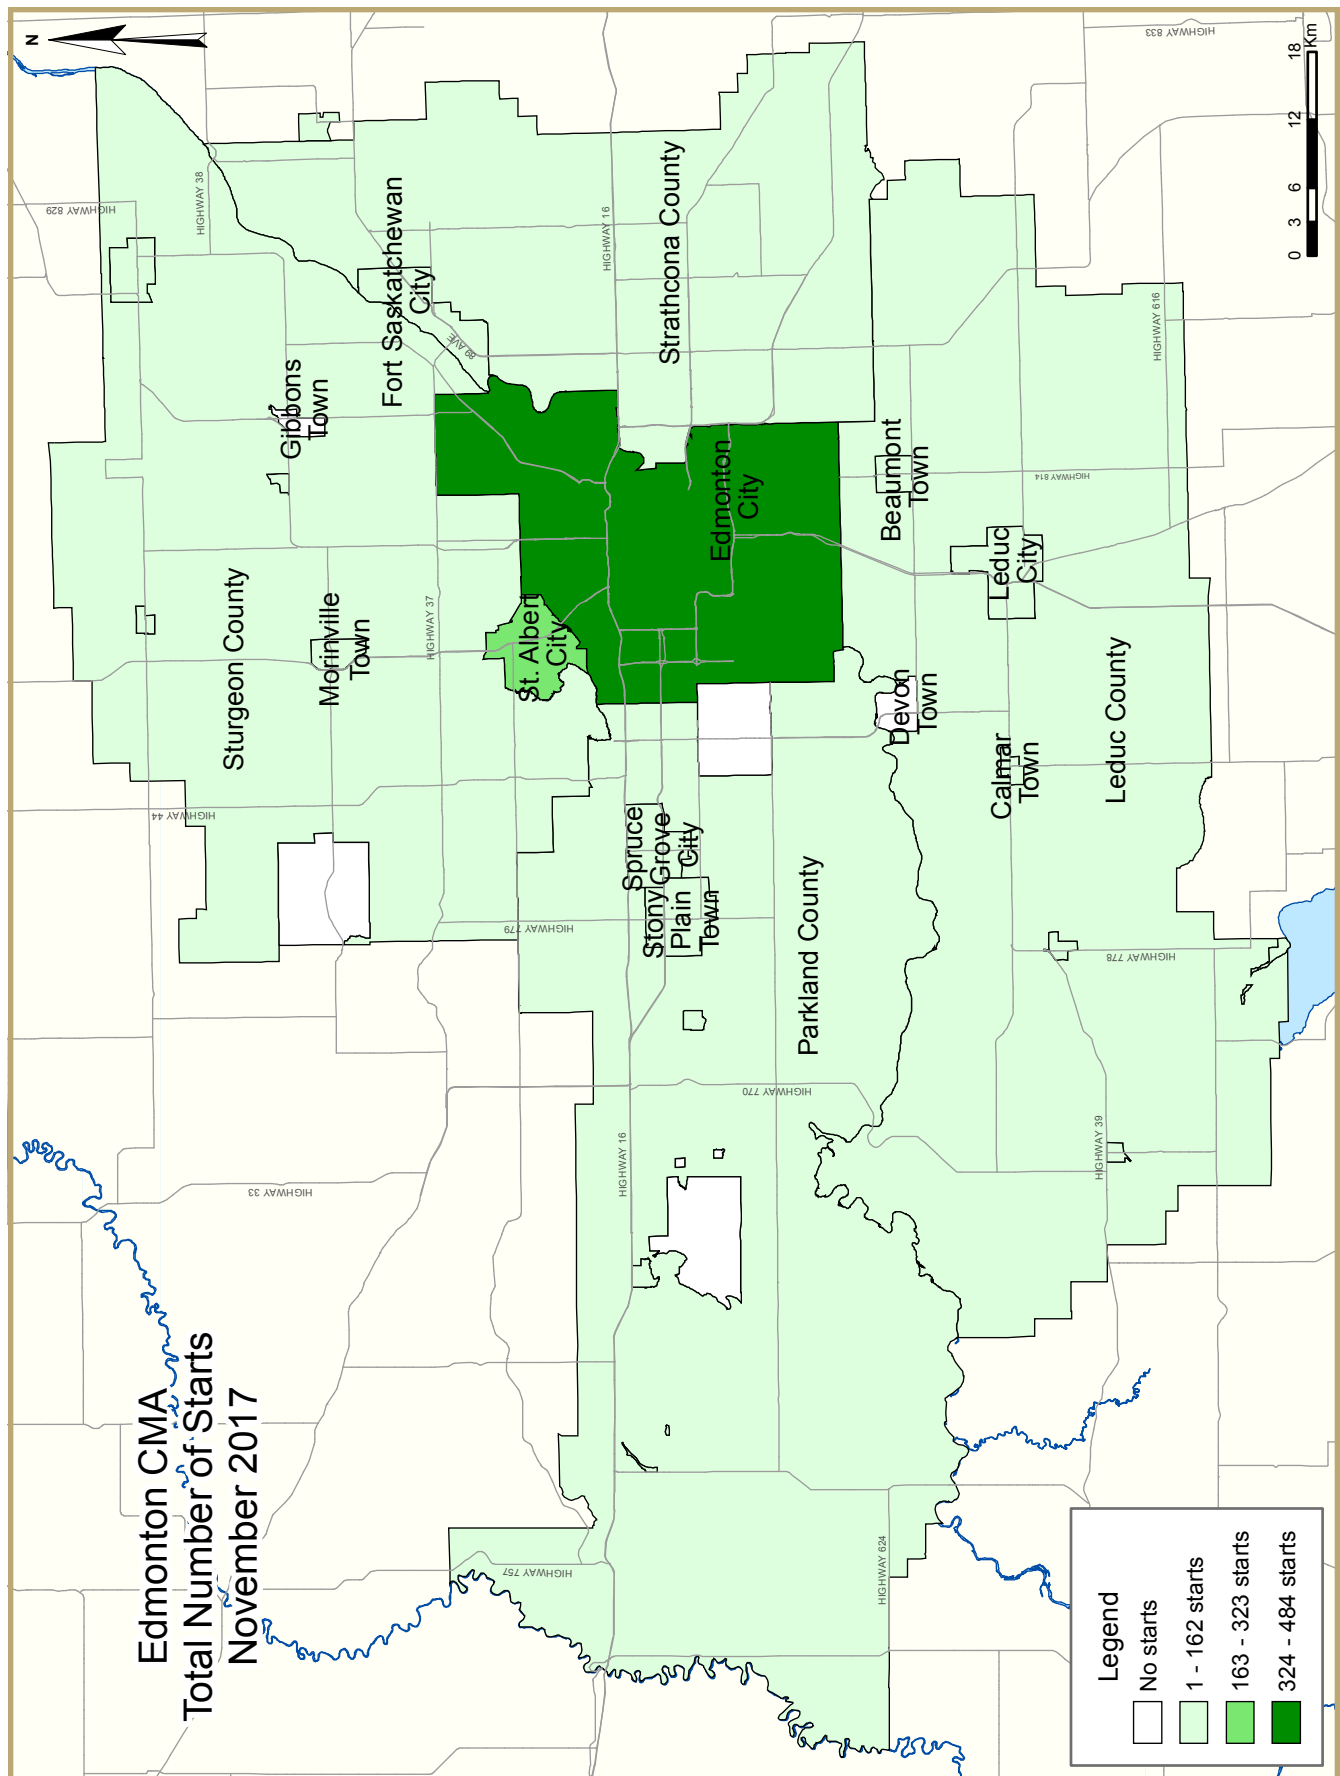 Edmonton CMA
Total Number of Starts
November 2017
N
HIGHWAY 829
HIGHWAY 38
HIGHWAY 833
HIGHWAY 44
HIGHWAY 33
HIGHWAY 757
Sturgeon County
Gibbons
Town
Morinville
Town
Fort Saskatchewan
City
89 AVE
HIGHWAY 37
HIGHWAY 779
St. Albert
City
HIGHWAY 16
HIGHWAY 16
Strathcona County
Edmonton
City
Spruce
Grove
City
Stony
Plain
Town
Parkland County
HIGHWAY 770
HIGHWAY 624
Beaumont
Town
Devon
Town
Leduc
City
Calmar
Town
HIGHWAY 814
HIGHWAY 616
HIGHWAY 778
HIGHWAY 39
Leduc County
Legend
No starts
1 - 162 starts
163 - 323 starts
324 - 484 starts
0 3 6 12 18
Km